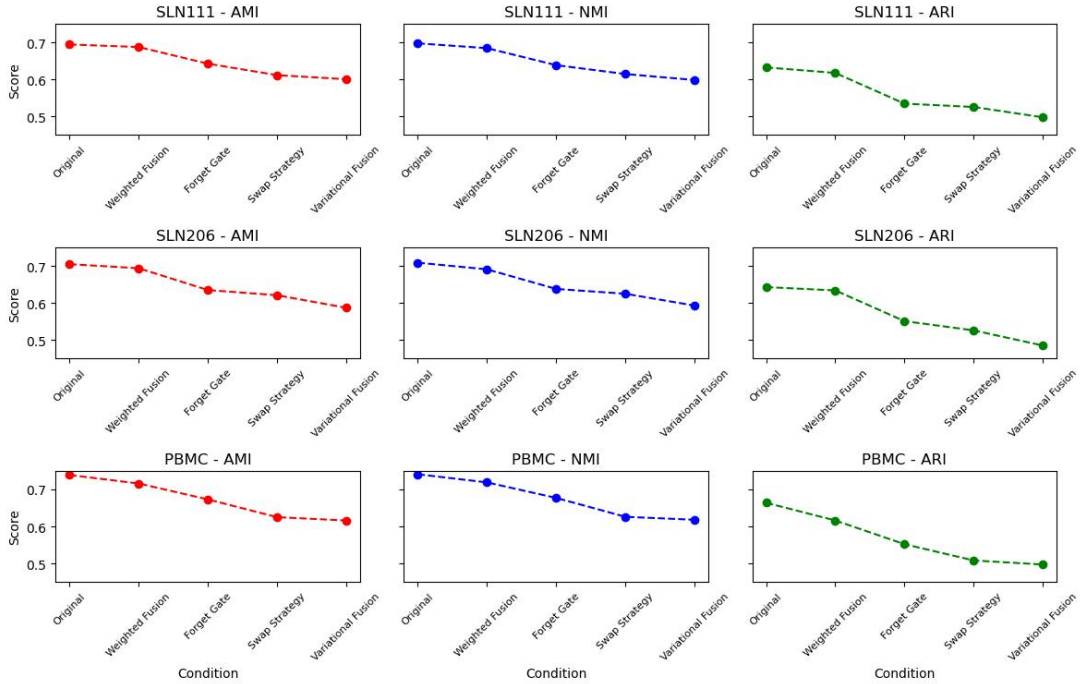 SLN111 - AMI
SLN111 - NMI
SLN111 - ARI
Score
0.7
0.6
0.5
Original
Weighted Fusion
Forget Gate
Swap Strategy
Variational Fusion
Original
Weighted Fusion
Forget Gate
Swap Strategy
Variational Fusion
Original
Weighted Fusion
Forget Gate
Swap Strategy
Variational Fusion
SLN206 - AMI
SLN206 - NMI
SLN206 - ARI
Score
0.7
0.6
0.5
Original
Weighted Fusion
Forget Gate
Swap Strategy
Variational Fusion
Original
Weighted Fusion
Forget Gate
Swap Strategy
Variational Fusion
Original
Weighted Fusion
Forget Gate
Swap Strategy
Variational Fusion
PBMC - AMI
PBMC - NMI
PBMC - ARI
Score
0.7
0.6
0.5
Original
Weighted Fusion
Forget Gate
Swap Strategy
Variational Fusion
Original
Weighted Fusion
Forget Gate
Swap Strategy
Variational Fusion
Original
Weighted Fusion
Forget Gate
Swap Strategy
Variational Fusion
Condition
Condition
Condition